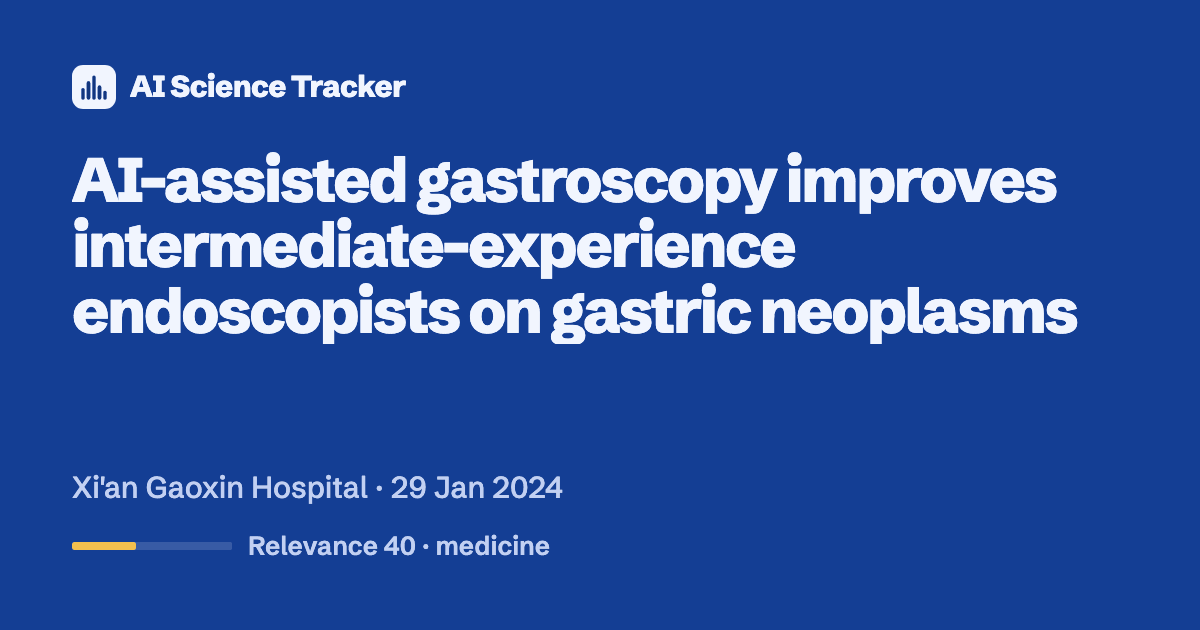 AI Science Tracker
AI-assisted gastroscopy improves
intermediate-experience
endoscopists on gastric neoplasms
Xi'an Gaoxin Hospital · 29 Jan 2024
Relevance 40 · medicine